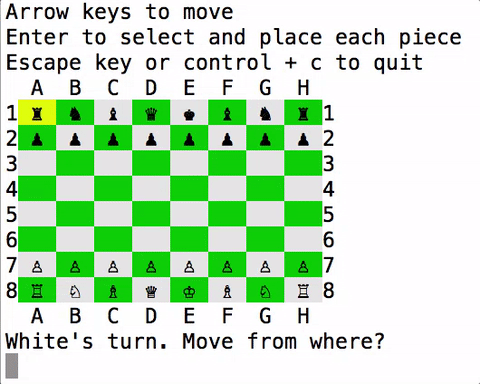 Arrow keys to move
Enter to select and place each piece
Escape key or control + c to quit
A B C D E F G H
1 ♜ ♞ ♝ ♛ ♚ ♝ ♞ ♜ 1
2 ♟ ♟ ♟ ♟ ♟ ♟ ♟ ♟ 2
3 3
4 4
5 5
6 6
7 ♙ ♙ ♙ ♙ ♙ ♙ ♙ ♙ 7
8 ♖ ♘ ♗ ♕ ♔ ♗ ♘ ♖ 8
A B C D E F G H
White's turn. Move from where?